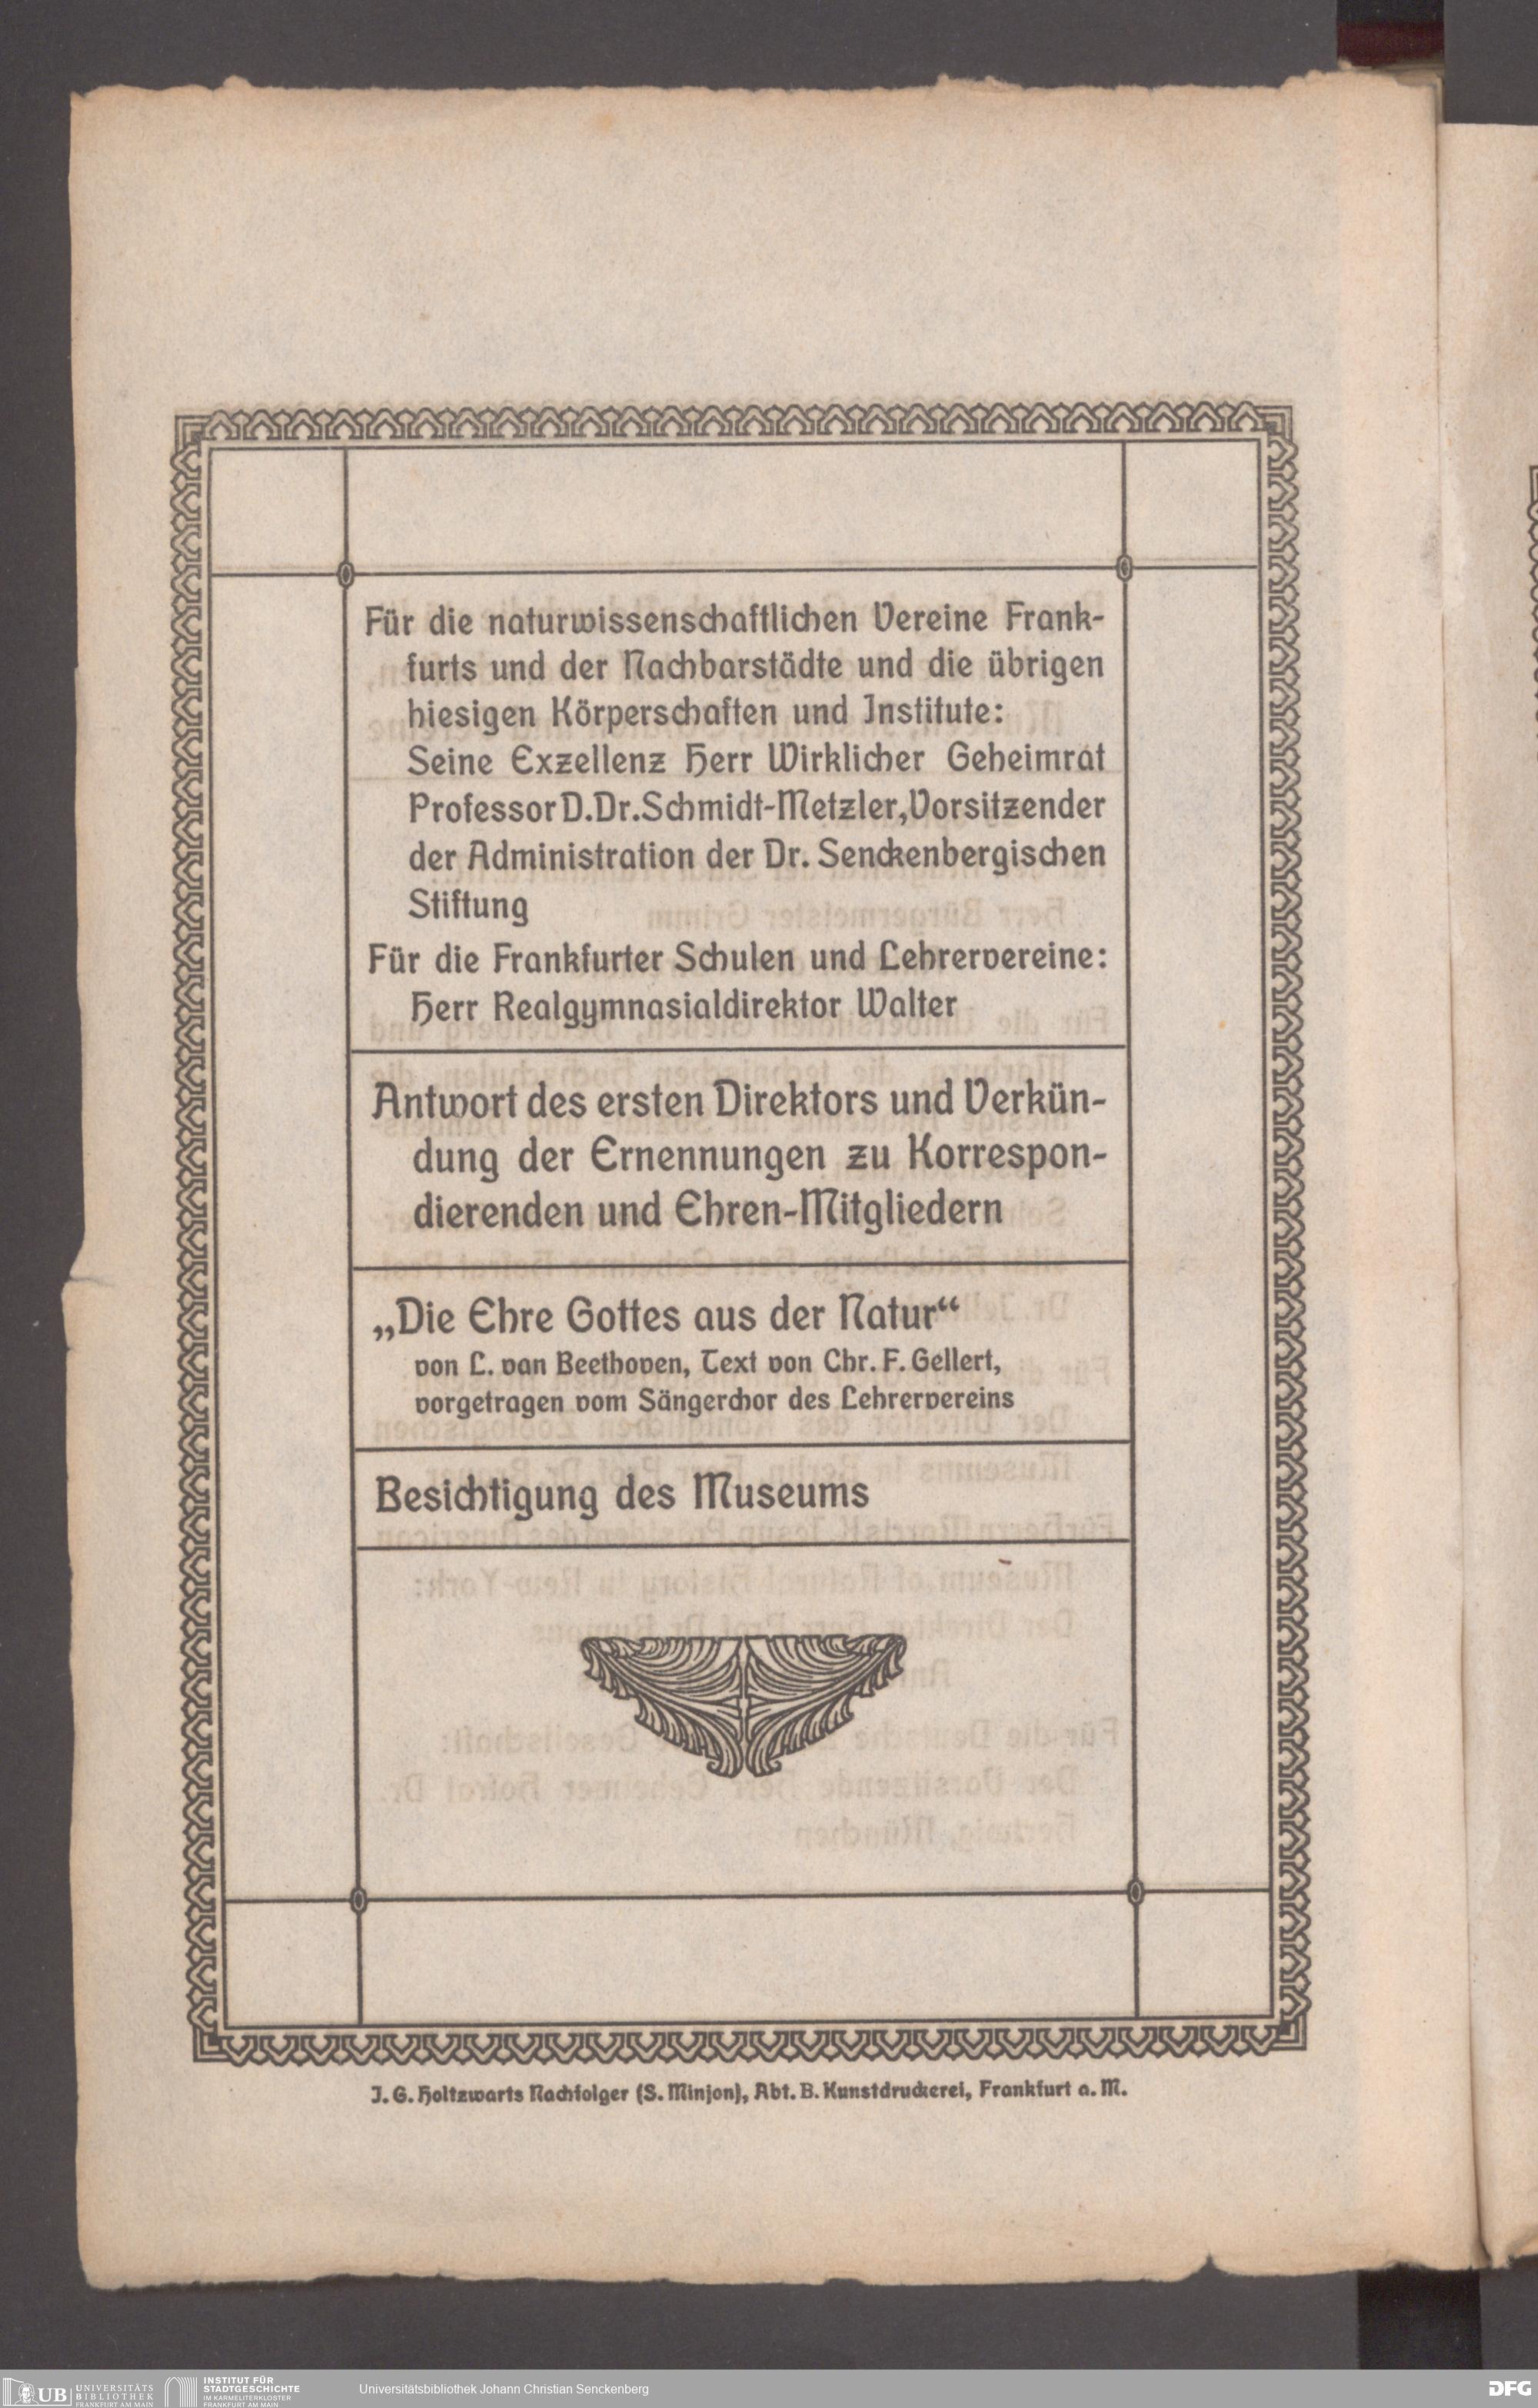 Für die naturwissenschaftlichen Vereine Frank-
furts und der Nachbarstädte und die übrigen
hiesigen Körperschaften und Institute:
Seine Exzellenz Herr Wirklicher Geheimrat
Professor D. Dr. Schmidt-Metzler, Vorsitzender
der Administration der Dr. Senckenbergischen
Stiftung
Für die Frankfurter Schulen und Lehrervereine:
Herr Realgymnasialdirektor Walter
Antwort des ersten Direktors und Verkün-
dung der Ernennungen zu Korrespon-
dierenden und Ehren-Mitgliedern
„Die Ehre Gottes aus der Natur“
von L. van Beethoven, Text von Chr. F. Gellert,
vorgetragen vom Sängerchor des Lehrervereins
Besichtigung des Museums
J. G. Holtzwarts Nachfolger (S. Minjon), Abt. B. Kunstdruckerei, Frankfurt a. M.
UB UNIVERSITÄTS
BIBLIOTHEK
FRANKFURT AM MAIN
INSTITUT FÜR
STADTGESCHICHTE
IM KARMELITERKLOSTER
FRANKFURT AM MAIN
Universitätsbibliothek Johann Christian Senckenberg
DFG